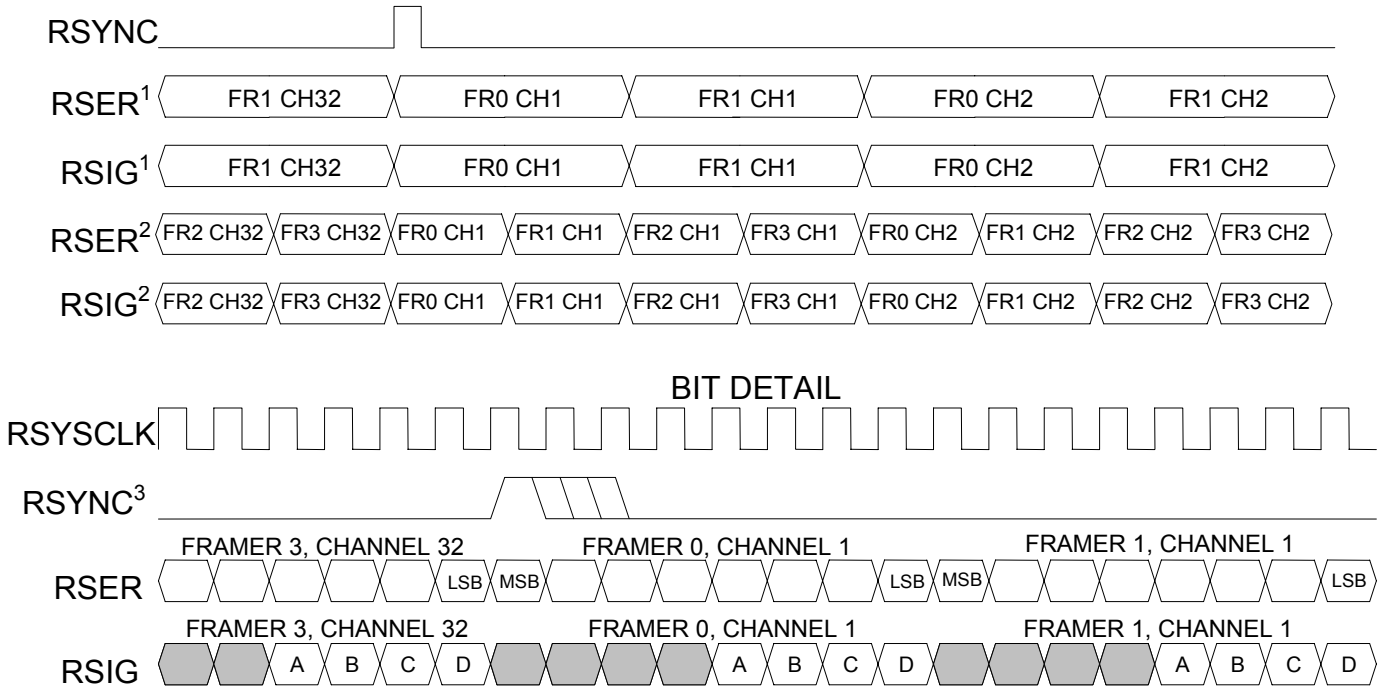 RSYNC
RSER¹ FR1 CH32 FR0 CH1 FR1 CH1 FR0 CH2 FR1 CH2
RSIG¹ FR1 CH32 FR0 CH1 FR1 CH1 FR0 CH2 FR1 CH2
RSER² FR2 CH32 FR3 CH32 FR0 CH1 FR1 CH1 FR2 CH1 FR3 CH1 FR0 CH2 FR1 CH2 FR2 CH2 FR3 CH2
RSIG² FR2 CH32 FR3 CH32 FR0 CH1 FR1 CH1 FR2 CH1 FR3 CH1 FR0 CH2 FR1 CH2 FR2 CH2 FR3 CH2
BIT DETAIL
RSYSCLK
RSYNC³
FRAMER 3, CHANNEL 32 FRAMER 0, CHANNEL 1 FRAMER 1, CHANNEL 1
RSER LSB MSB LSB MSB LSB
FRAMER 3, CHANNEL 32 FRAMER 0, CHANNEL 1 FRAMER 1, CHANNEL 1
RSIG A B C D A B C D A B C D